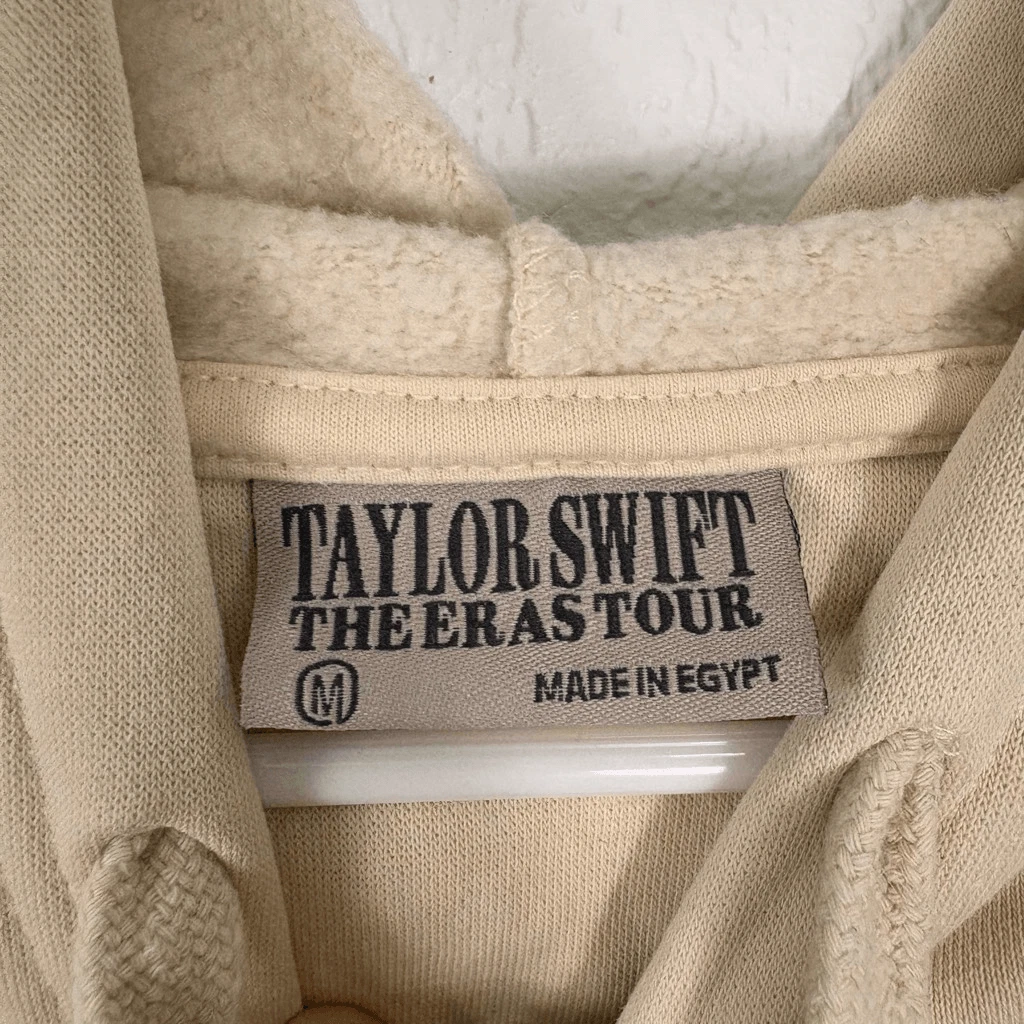 TAYLOR SWIFT
THE ERAS TOUR
M MADE IN EGYPT